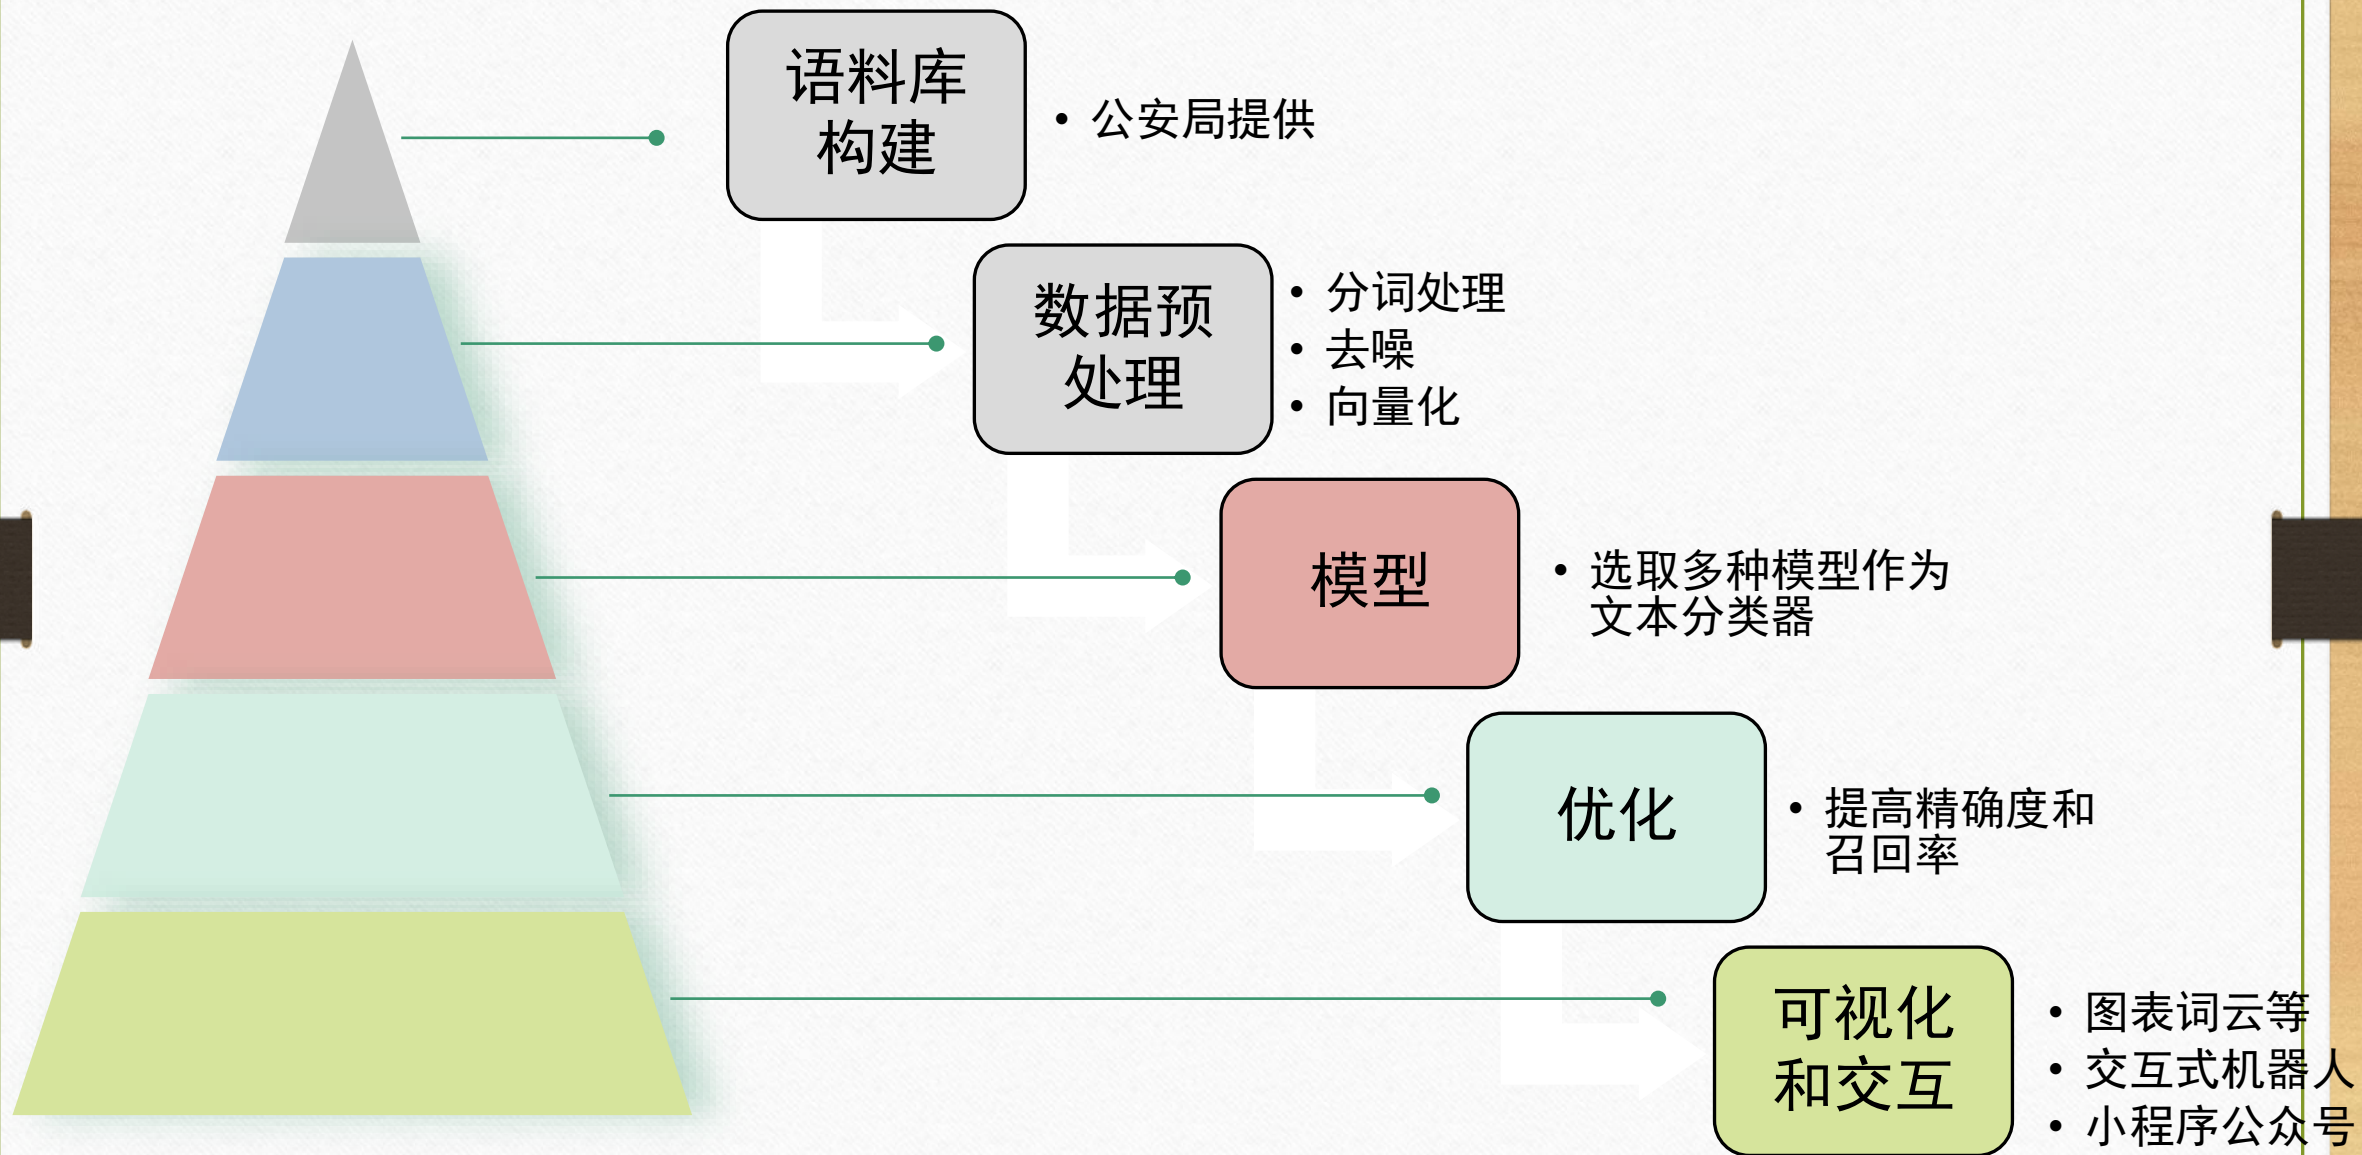 语料库
构建
• 公安局提供
数据预
处理
• 分词处理
• 去噪
• 向量化
模型
• 选取多种模型作为
文本分类器
优化
• 提高精确度和
召回率
可视化
和交互
• 图表词云等
• 交互式机器人
• 小程序公众号